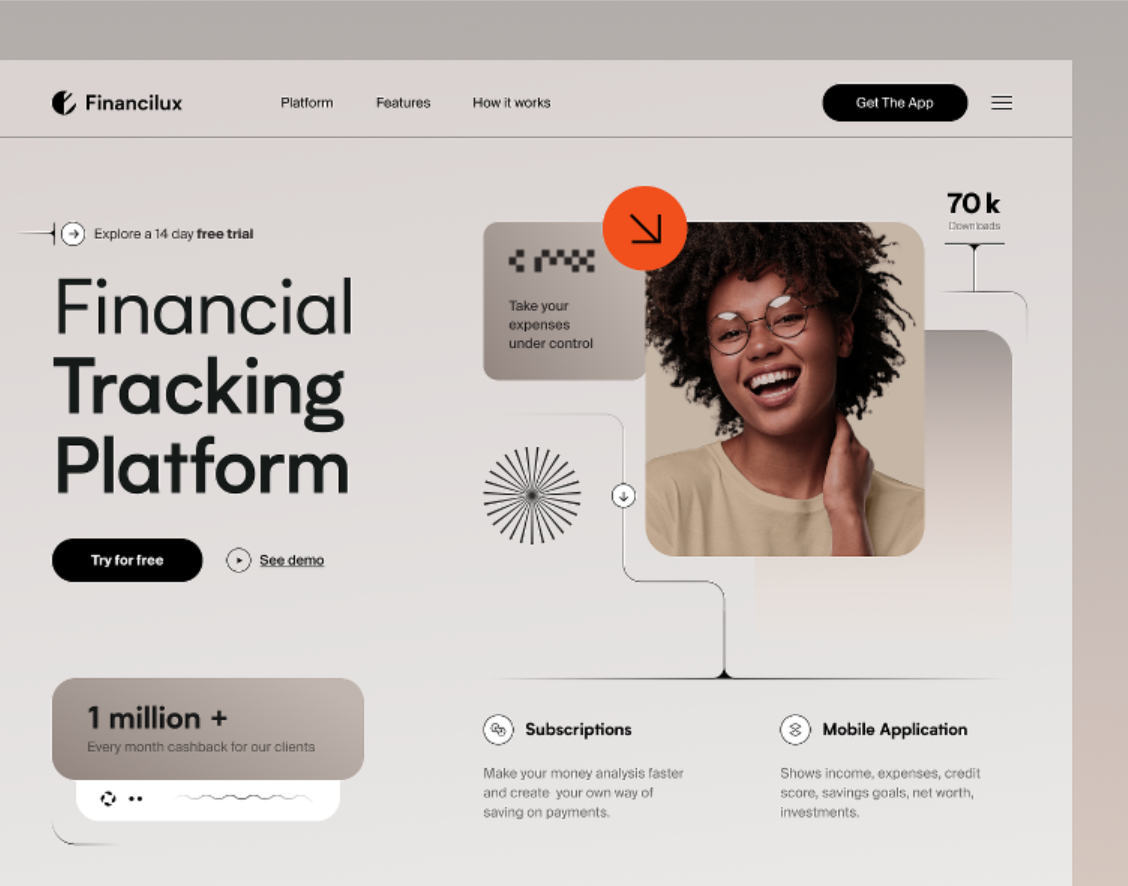 Financilux
Platform
Features
How it works
Get The App
Explore a 14 day free trial
Financial
Tracking
Platform
Try for free
See demo
Take your
expenses
under control
70 k
Downloads
1 million +
Every month cashback for our clients
Subscriptions
Make your money analysis faster
and create your own way of
saving on payments.
Mobile Application
Shows income, expenses, credit
score, savings goals, net worth,
investments.